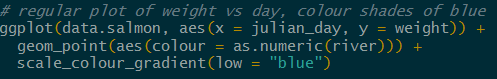 # regular plot of weight vs day, colour shades of blue
ggplot(data.salmon, aes(x = julian_day, y = weight)) +
  geom_point(aes(colour = as.numeric(river))) +
  scale_colour_gradient(low = "blue")